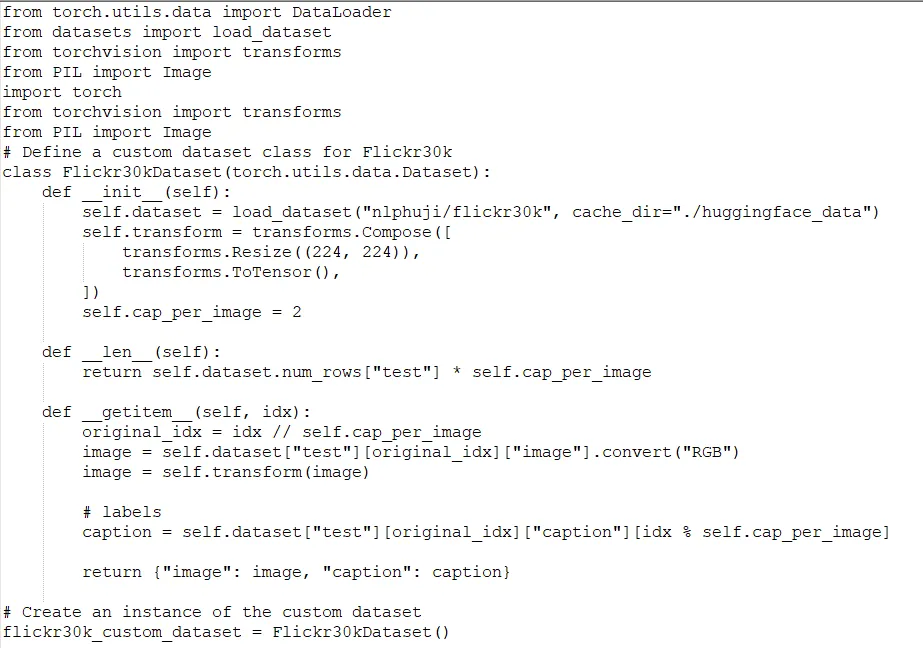 from torch.utils.data import DataLoader
from datasets import load_dataset
from torchvision import transforms
from PIL import Image
import torch
from torchvision import transforms
from PIL import Image
# Define a custom dataset class for Flickr30k
class Flickr30kDataset(torch.utils.data.Dataset):
    def __init__(self):
        self.dataset = load_dataset("nlphuji/flickr30k", cache_dir="./huggingface_data")
        self.transform = transforms.Compose([
            transforms.Resize((224, 224)),
            transforms.ToTensor(),
        ])
        self.cap_per_image = 2

    def __len__(self):
        return self.dataset.num_rows["test"] * self.cap_per_image

    def __getitem__(self, idx):
        original_idx = idx // self.cap_per_image
        image = self.dataset["test"][original_idx]["image"].convert("RGB")
        image = self.transform(image)

        # labels
        caption = self.dataset["test"][original_idx]["caption"][idx % self.cap_per_image]

        return {"image": image, "caption": caption}

# Create an instance of the custom dataset
flickr30k_custom_dataset = Flickr30kDataset()